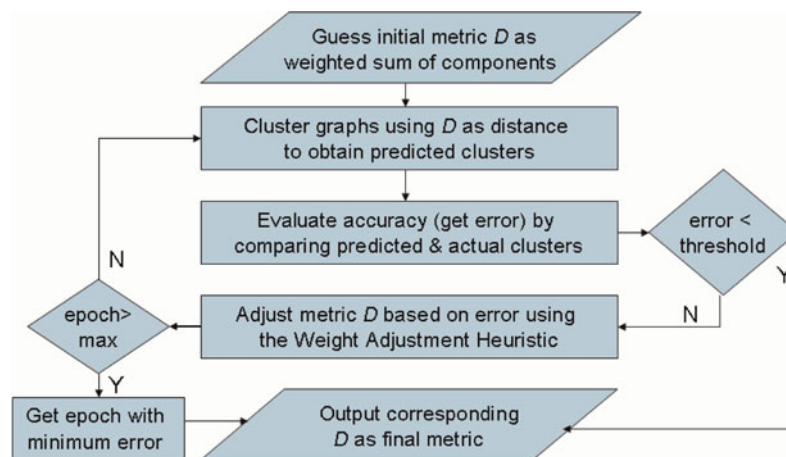 Guess initial metric D as
weighted sum of components
Cluster graphs using D as distance
to obtain predicted clusters
Evaluate accuracy (get error) by
comparing predicted & actual clusters
error <
threshold
Y
N
Adjust metric D based on error using
the Weight Adjustment Heuristic
epoch>
max
N
Y
Get epoch with
minimum error
Output corresponding
D as final metric